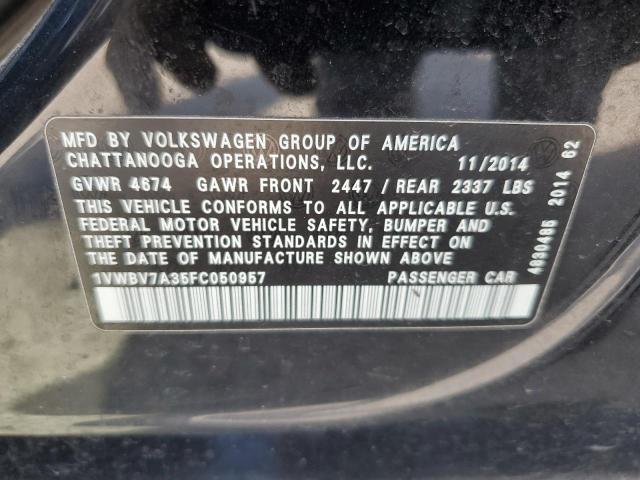 MFD BY VOLKSWAGEN GROUP OF AMERICA
CHATTANOOGA OPERATIONS, LLC. 11/2014
GVWR 4674 GAWR FRONT 2447 / REAR 2337 LBS
THIS VEHICLE CONFORMS TO ALL APPLICABLE U.S.
FEDERAL MOTOR VEHICLE SAFETY, BUMPER AND
THEFT PREVENTION STANDARDS IN EFFECT ON
THE DATE OF MANUFACTURE SHOWN ABOVE
1VWBV7A35FC050957 PASSENGER CAR
4930485 2014 62